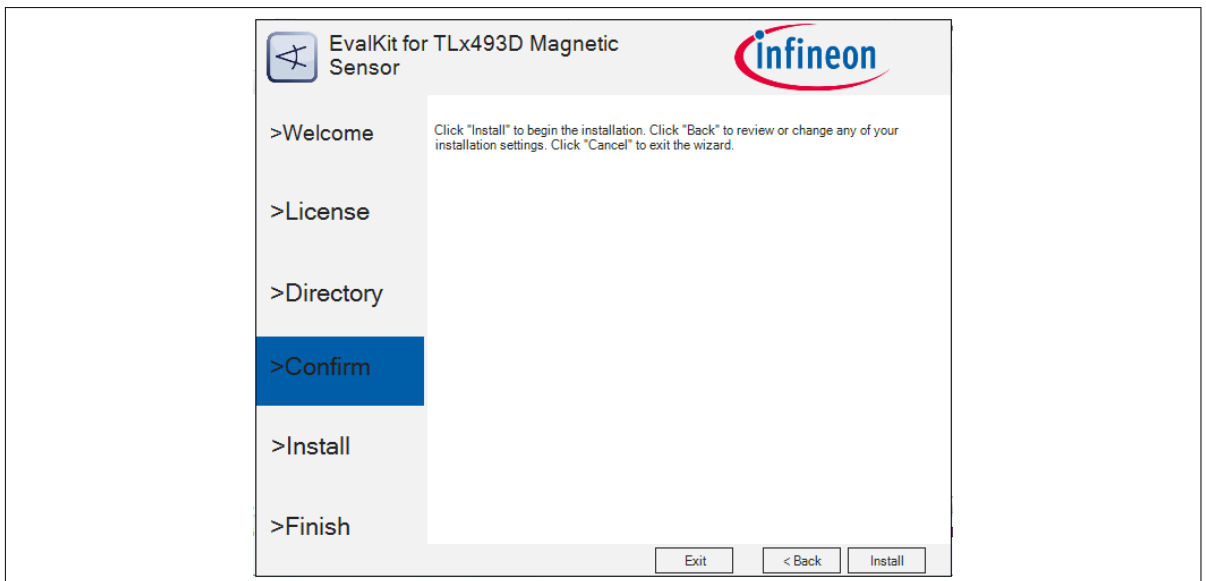 EvalKit for TLx493D Magnetic
Sensor
infineon
>Welcome
Click "Install" to begin the installation. Click "Back" to review or change any of your
installation settings. Click "Cancel" to exit the wizard.
>License
>Directory
>Confirm
>Install
>Finish
Exit
< Back
Install